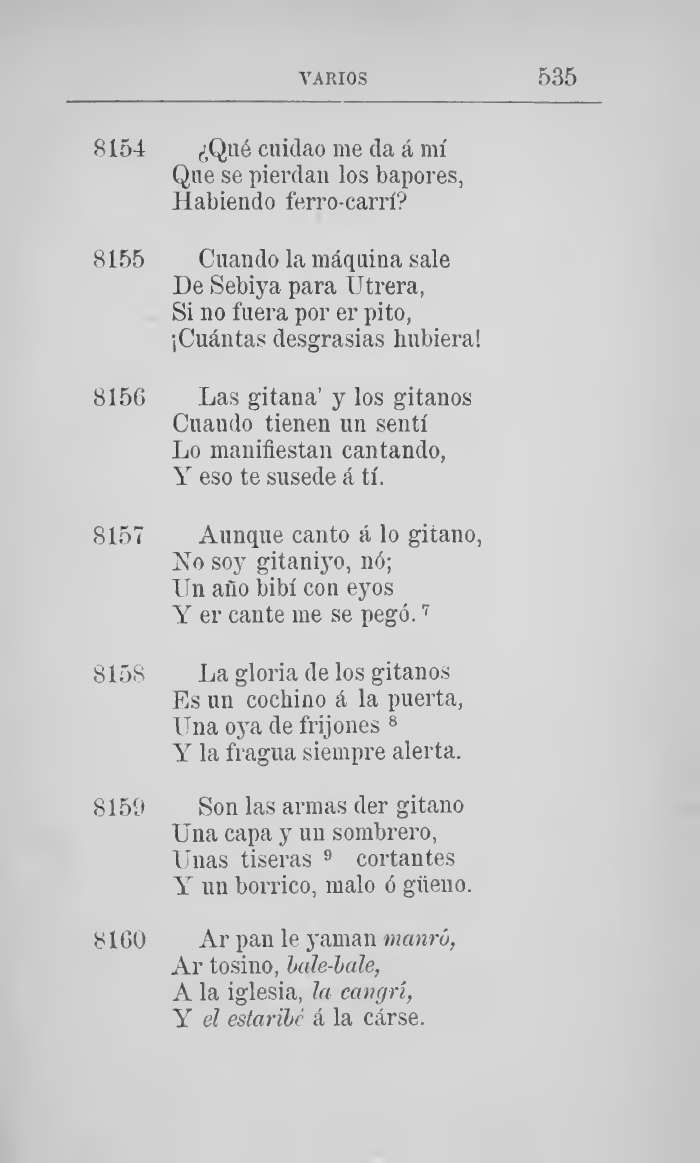 VARIOS 535
8154 ¿Qué cuidao me da á mí
Que se pierdan los bapores,
Habiendo ferro-carrí?
8155 Cuando la máquina sale
De Sebiya para Utrera,
Si no fuera por er pito,
¡Cuántas desgrasias hubiera!
8156 Las gitana' y los gitanos
Cuando tienen un sentí
Lo manifiestan cantando,
Y eso te susede á tí.
8157 Aunque canto á lo gitano,
No soy gitaniyo, nó;
Un año bibí con eyos
Y er cante me se pegó. ⁷
8158 La gloria de los gitanos
Es un cochino á la puerta,
Una oya de frijones ⁸
Y la fragua siempre alerta.
8159 Son las armas der gitano
Una capa y un sombrero,
Unas tiseras ⁹ cortantes
Y un borrico, malo ó güeno.
8160 Ar pan le yaman manró,
Ar tosino, bale-bale,
A la iglesia, la cangrí,
Y el estaribé á la cárse.